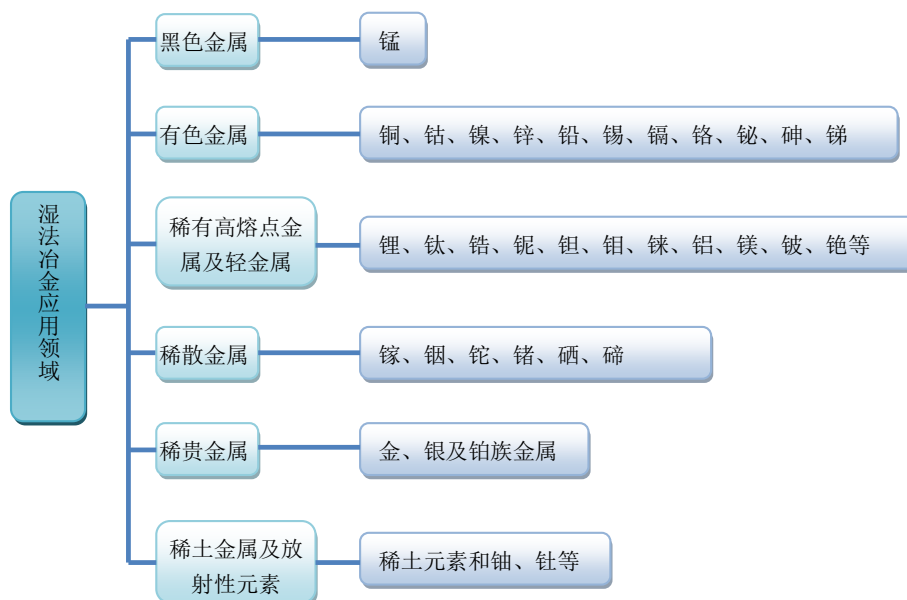 湿法冶金应用领域
黑色金属
锰
有色金属
铜、钴、镍、锌、铅、锡、镉、铬、铋、砷、锑
稀有高熔点金
属及轻金属
锂、钛、锆、铌、钽、钼、铼、铝、镁、铍、铯等
稀散金属
镓、铟、铊、锗、硒、碲
稀贵金属
金、银及铂族金属
稀土金属及放
射性元素
稀土元素和铀、钍等